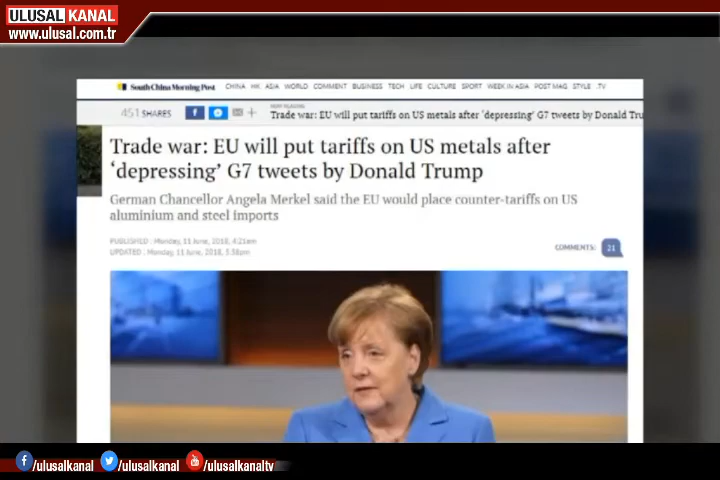 ULUSAL KANAL
www.ulusal.com.tr
South China Morning Post CHINA HK ASIA WORLD COMMENT BUSINESS TECH LIFE CULTURE SPORT WEEK IN ASIA POST MAG STYLE .TV
451 SHARES
NOW READING
Trade war: EU will put tariffs on US metals after ‘depressing’ G7 tweets by Donald Tru
Trade war: EU will put tariffs on US metals after
‘depressing’ G7 tweets by Donald Trump
German Chancellor Angela Merkel said the EU would place counter-tariffs on US
aluminium and steel imports
PUBLISHED : Monday, 11 June, 2018, 4:21am
UPDATED : Monday, 11 June, 2018, 3:38pm
COMMENTS: 21
/ulusalkanal /ulusalkanal /ulusalkanaltv